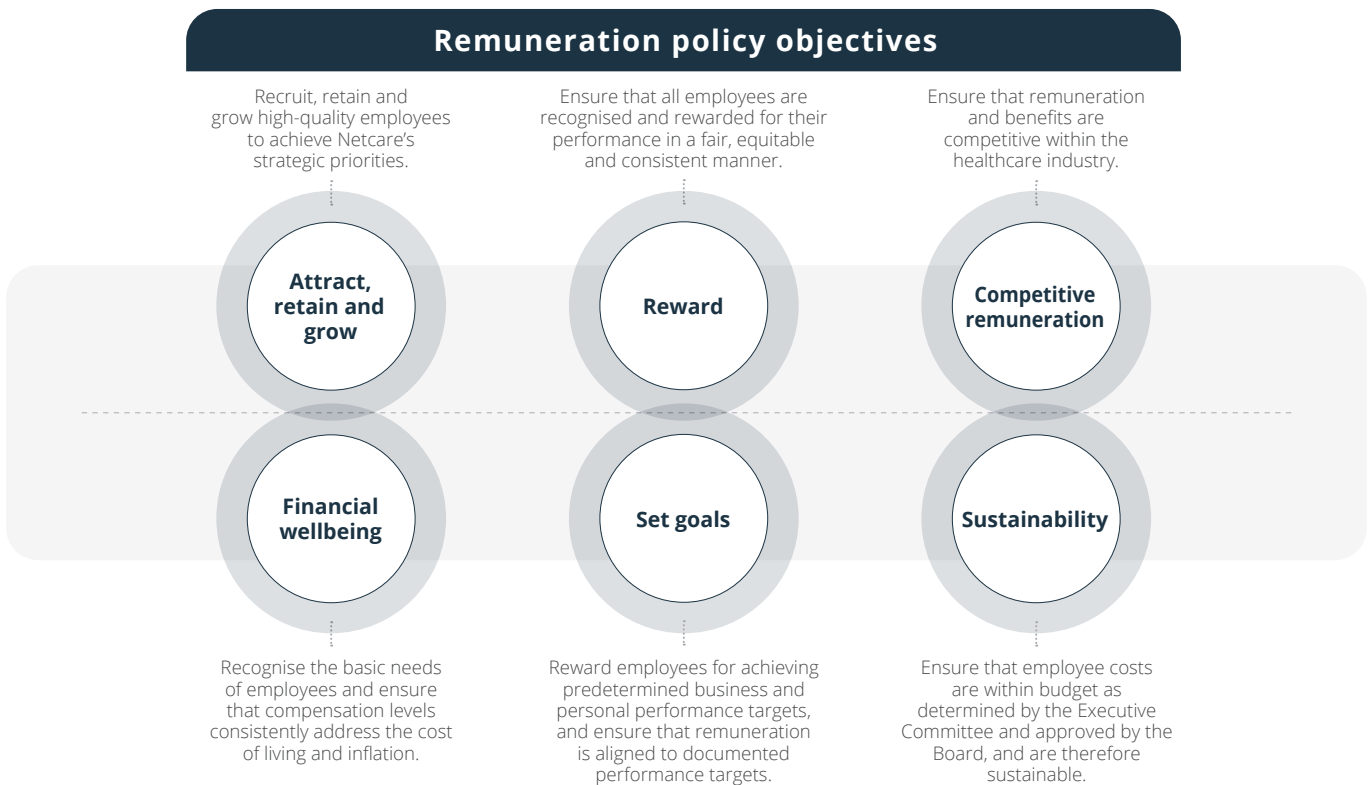 Remuneration policy objectives
Recruit, retain and
grow high-quality employees
to achieve Netcare’s
strategic priorities.
Ensure that all employees are
recognised and rewarded for their
performance in a fair, equitable
and consistent manner.
Ensure that remuneration
and benefits are
competitive within the
healthcare industry.
Attract,
retain and
grow
Reward
Competitive
remuneration
Financial
wellbeing
Set goals
Sustainability
Recognise the basic needs
of employees and ensure
that compensation levels
consistently address the cost
of living and inflation.
Reward employees for achieving
predetermined business and
personal performance targets,
and ensure that remuneration
is aligned to documented
performance targets.
Ensure that employee costs
are within budget as
determined by the Executive
Committee and approved by the
Board, and are therefore
sustainable.